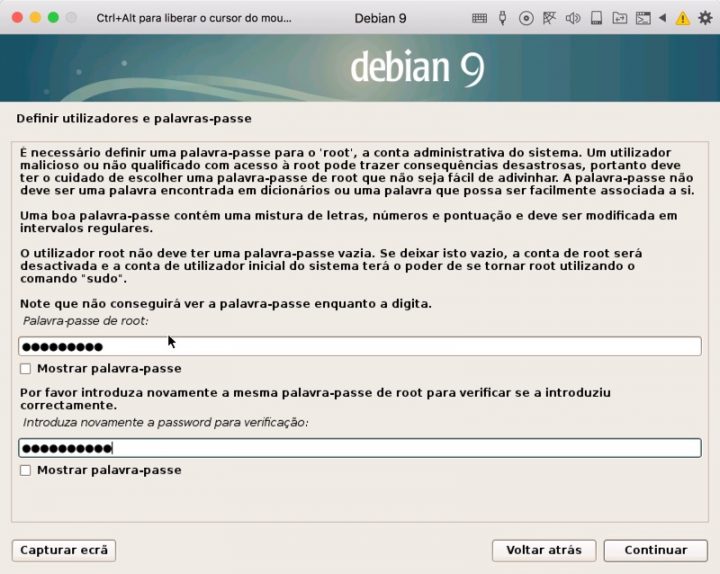 Ctrl+Alt para liberar o cursor do mou...
Debian 9
debian 9
Definir utilizadores e palavras-passe
É necessário definir uma palavra-passe para o 'root', a conta administrativa do sistema. Um utilizador
malicioso ou não qualificado com acesso à root pode trazer consequências desastrosas, portanto deve
ter o cuidado de escolher uma palavra-passe de root que não seja fácil de adivinhar. A palavra-passe não
deve ser uma palavra encontrada em dicionários ou uma palavra que possa ser facilmente associada a si.
Uma boa palavra-passe contém uma mistura de letras, números e pontuação e deve ser modificada em
intervalos regulares.
O utilizador root não deve ter uma palavra-passe vazia. Se deixar isto vazio, a conta de root será
desactivada e a conta de utilizador inicial do sistema terá o poder de se tornar root utilizando o
comando "sudo".
Note que não conseguirá ver a palavra-passe enquanto a digita.
Palavra-passe de root:
●●●●●●●●●
Mostrar palavra-passe
Por favor introduza novamente a mesma palavra-passe de root para verificar se a introduziu
correctamente.
Introduza novamente a password para verificação:
●●●●●●●●●●
Mostrar palavra-passe
Capturar ecrã
Voltar atrás
Continuar